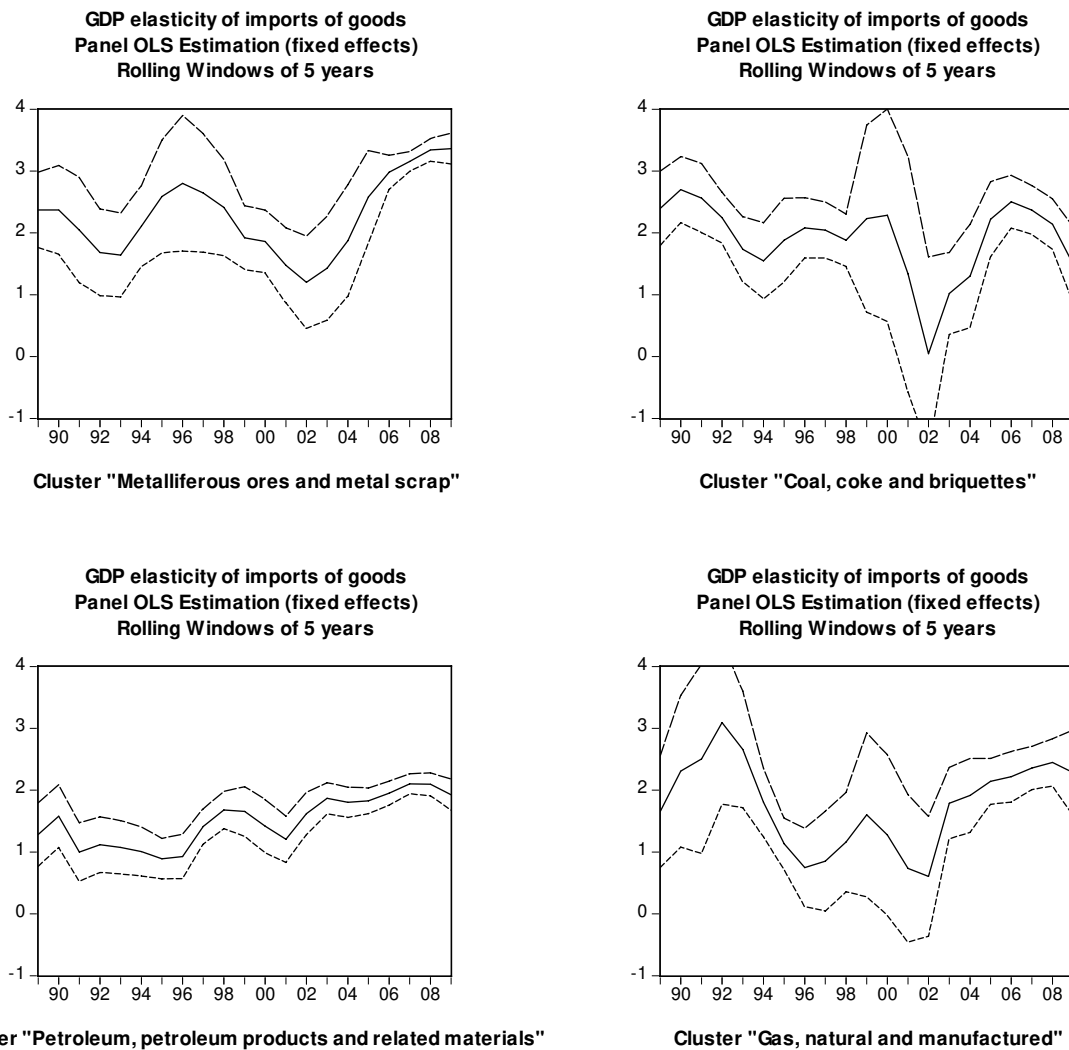 GDP elasticity of imports of goods
Panel OLS Estimation (fixed effects)
Rolling Windows of 5 years
4
3
2
1
0
-1
90 92 94 96 98 00 02 04 06 08
Cluster "Metalliferous ores and metal scrap"
GDP elasticity of imports of goods
Panel OLS Estimation (fixed effects)
Rolling Windows of 5 years
4
3
2
1
0
-1
90 92 94 96 98 00 02 04 06 08
Cluster "Coal, coke and briquettes"
GDP elasticity of imports of goods
Panel OLS Estimation (fixed effects)
Rolling Windows of 5 years
4
3
2
1
0
-1
90 92 94 96 98 00 02 04 06 08
er "Petroleum, petroleum products and related materials"
GDP elasticity of imports of goods
Panel OLS Estimation (fixed effects)
Rolling Windows of 5 years
4
3
2
1
0
-1
90 92 94 96 98 00 02 04 06 08
Cluster "Gas, natural and manufactured"